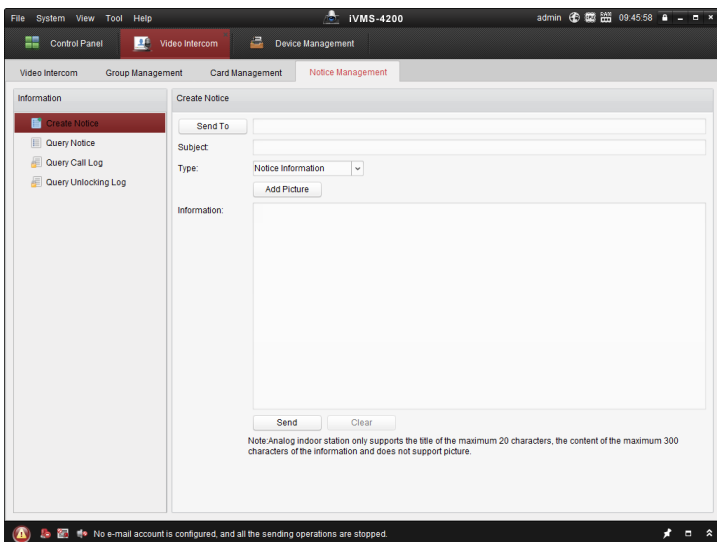 File System View Tool Help iVMS-4200 admin 09:45:58
Control Panel Video Intercom Device Management
Video Intercom Group Management Card Management Notice Management
Information
Create Notice
Query Notice
Query Call Log
Query Unlocking Log
Create Notice
Send To
Subject:
Type: Notice Information
Add Picture
Information:
Send Clear
Note:Analog indoor station only supports the title of the maximum 20 characters, the content of the maximum 300
characters of the information and does not support picture.
No e-mail account is configured, and all the sending operations are stopped.